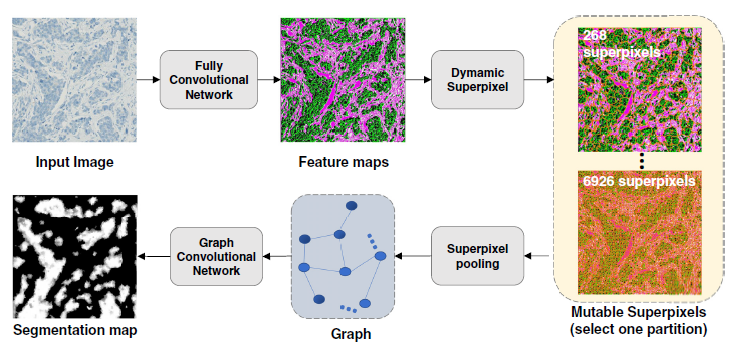 Fully
Convolutional
Network
Dymamic
Superpixel
268
superpixels
Input Image
Feature maps
6926 superpixels
Graph
Convolutional
Network
Superpixel
pooling
Segmentation map
Graph
Mutable Superpixels
(select one partition)